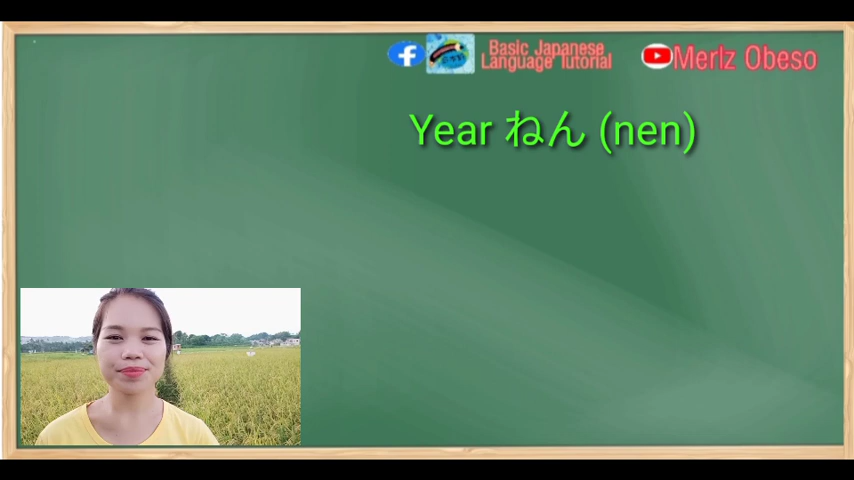 Basic Japanese
Language Tutorial
Merlz Obeso
Year ねん (nen)